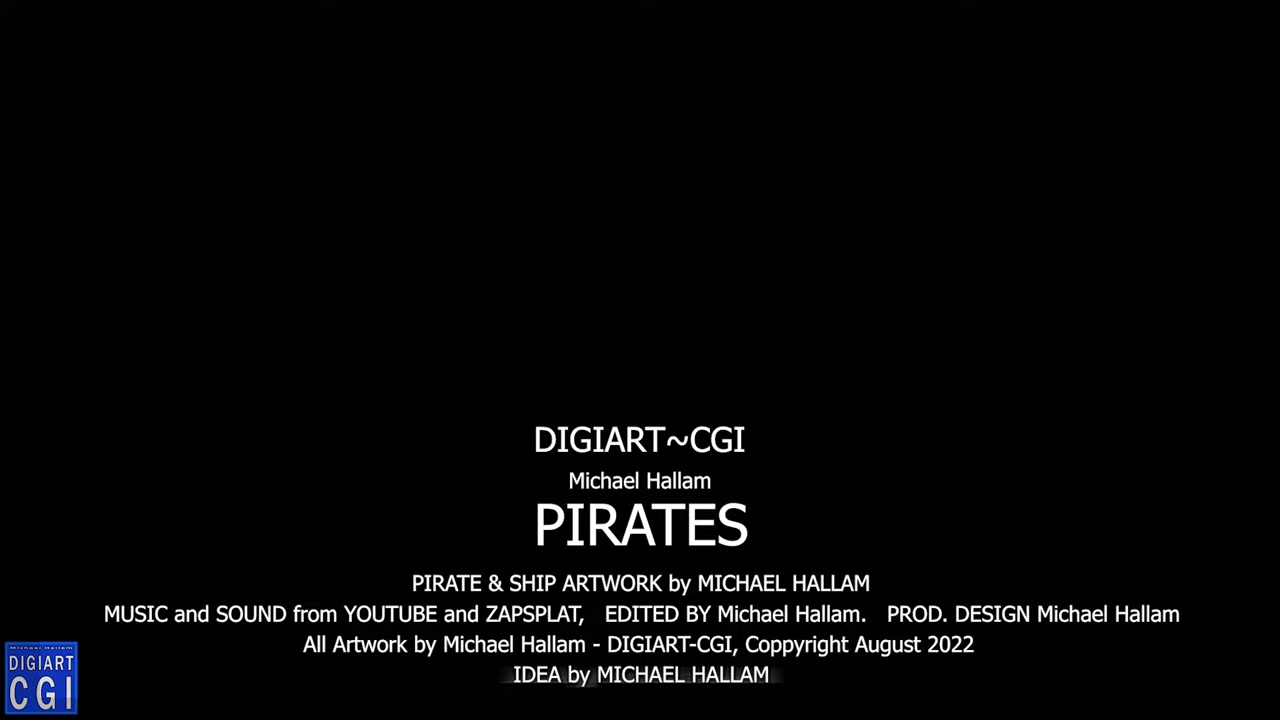 DIGIART~CGI
Michael Hallam
PIRATES
PIRATE & SHIP ARTWORK by MICHAEL HALLAM
MUSIC and SOUND from YOUTUBE and ZAPSPLAT, EDITED BY Michael Hallam. PROD. DESIGN Michael Hallam
All Artwork by Michael Hallam - DIGIART-CGI, Coppyright August 2022
IDEA by MICHAEL HALLAM
Michael Hallam
DIGIART
CGI